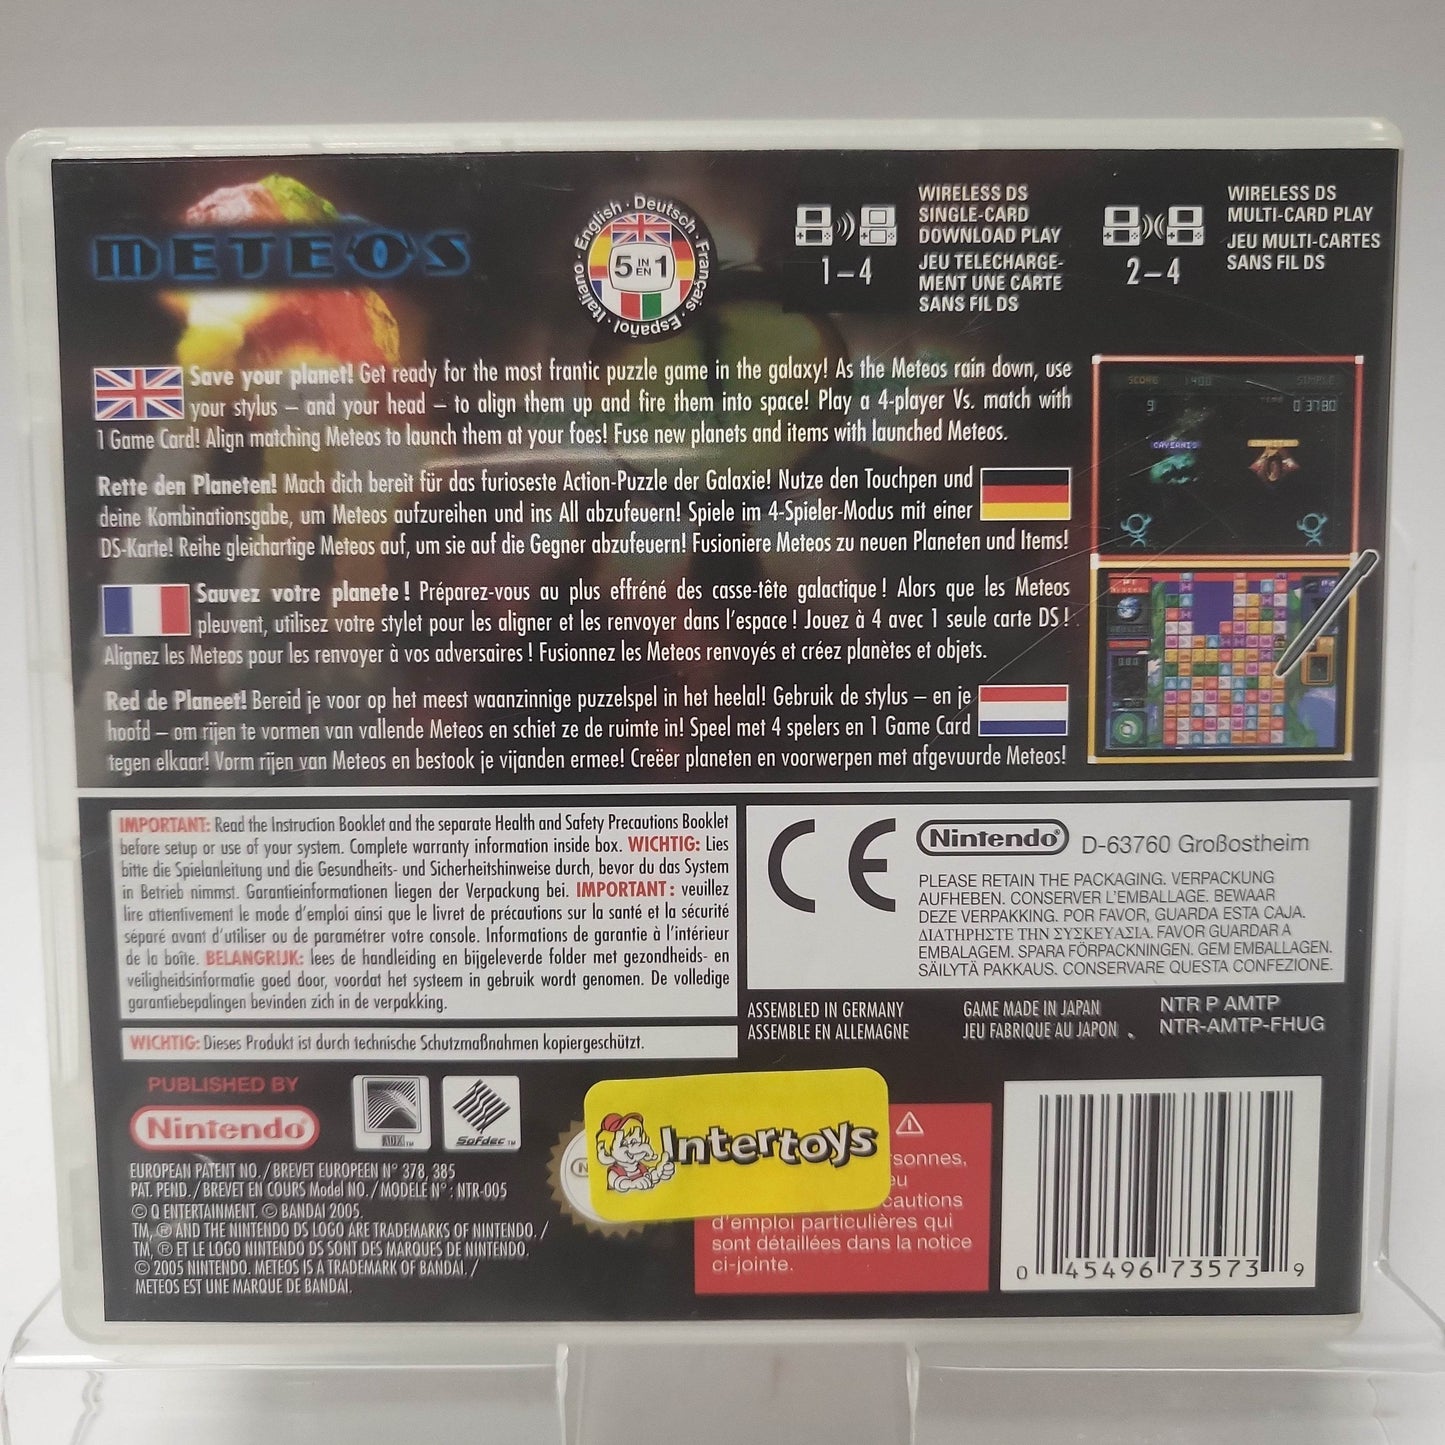 METEOS
English · Deutsch · Français · Español · Italiano ·
5 IN EN 1
1–4
WIRELESS DS
SINGLE-CARD
DOWNLOAD PLAY
JEU TELECHARGE-
MENT UNE CARTE
SANS FIL DS
2–4
WIRELESS DS
MULTI-CARD PLAY
JEU MULTI-CARTES
SANS FIL DS
Save your planet! Get ready for the most frantic puzzle game in the galaxy! As the Meteos rain down, use
your stylus – and your head – to align them up and fire them into space! Play a 4-player Vs. match with
1 Game Card! Align matching Meteos to launch them at your foes! Fuse new planets and items with launched Meteos.
Rette den Planeten! Mach dich bereit für das furioseste Action-Puzzle der Galaxie! Nutze den Touchpen und
deine Kombinationsgabe, um Meteos aufzureihen und ins All abzufeuern! Spiele im 4-Spieler-Modus mit einer
DS-Karte! Reihe gleichartige Meteos auf, um sie auf die Gegner abzufeuern! Fusioniere Meteos zu neuen Planeten und Items!
Sauvez votre planete ! Préparez-vous au plus effréné des casse-tête galactique ! Alors que les Meteos
pleuvent, utilisez votre stylet pour les aligner et les renvoyer dans l'espace ! Jouez à 4 avec 1 seule carte DS !
Alignez les Meteos pour les renvoyer à vos adversaires ! Fusionnez les Meteos renvoyés et créez planètes et objets.
Red de Planeet! Bereid je voor op het meest waanzinnige puzzelspel in het heelal! Gebruik de stylus – en je
hoofd – om rijen te vormen van vallende Meteos en schiet ze de ruimte in! Speel met 4 spelers en 1 Game Card
tegen elkaar! Vorm rijen van Meteos en bestook je vijanden ermee! Creëer planeten en voorwerpen met afgevuurde Meteos!
SCORE 1400 SIMPLE
9 TIME 0'3780
CAVERNIS
IMPORTANT: Read the Instruction Booklet and the separate Health and Safety Precautions Booklet
before setup or use of your system. Complete warranty information inside box. WICHTIG: Lies
bitte die Spielanleitung und die Gesundheits- und Sicherheitshinweise durch, bevor du das System
in Betrieb nimmst. Garantieinformationen liegen der Verpackung bei. IMPORTANT : veuillez
lire attentivement le mode d'emploi ainsi que le livret de précautions sur la santé et la sécurité
séparé avant d'utiliser ou de paramétrer votre console. Informations de garantie à l'intérieur
de la boîte. BELANGRIJK: lees de handleiding en bijgeleverde folder met gezondheids- en
veiligheidsinformatie goed door, voordat het systeem in gebruik wordt genomen. De volledige
garantiebepalingen bevinden zich in de verpakking.
WICHTIG: Dieses Produkt ist durch technische Schutzmaßnahmen kopiergeschützt.
CE
Nintendo® D-63760 Großostheim
PLEASE RETAIN THE PACKAGING. VERPACKUNG
AUFHEBEN. CONSERVER L'EMBALLAGE. BEWAAR
DEZE VERPAKKING. POR FAVOR, GUARDA ESTA CAJA.
ΔΙΑΤΗΡΗΣΤΕ ΤΗΝ ΣΥΣΚΕΥΑΣΙΑ. FAVOR GUARDAR A
EMBALAGEM. SPARA FÖRPACKNINGEN. GEM EMBALLAGEN.
SÄILYTÄ PAKKAUS. CONSERVARE QUESTA CONFEZIONE.
ASSEMBLED IN GERMANY
ASSEMBLE EN ALLEMAGNE
GAME MADE IN JAPAN
JEU FABRIQUE AU JAPON
NTR P AMTP
NTR-AMTP-FHUG
PUBLISHED BY
Nintendo®
ADX™
Sofdec™
EUROPEAN PATENT NO. / BREVET EUROPEEN N° 378, 385
PAT. PEND. / BREVET EN COURS Model NO. / MODELE N° : NTR-005
© Q ENTERTAINMENT. © BANDAI 2005.
TM, ® AND THE NINTENDO DS LOGO ARE TRADEMARKS OF NINTENDO. /
TM, ® ET LE LOGO NINTENDO DS SONT DES MARQUES DE NINTENDO.
© 2005 NINTENDO. METEOS IS A TRADEMARK OF BANDAI. /
METEOS EST UNE MARQUE DE BANDAI.
Intertoys
sonnes,
eu
cautions
d'emploi particulières qui
sont détaillées dans la notice
ci-jointe.
0 45496 73573 9